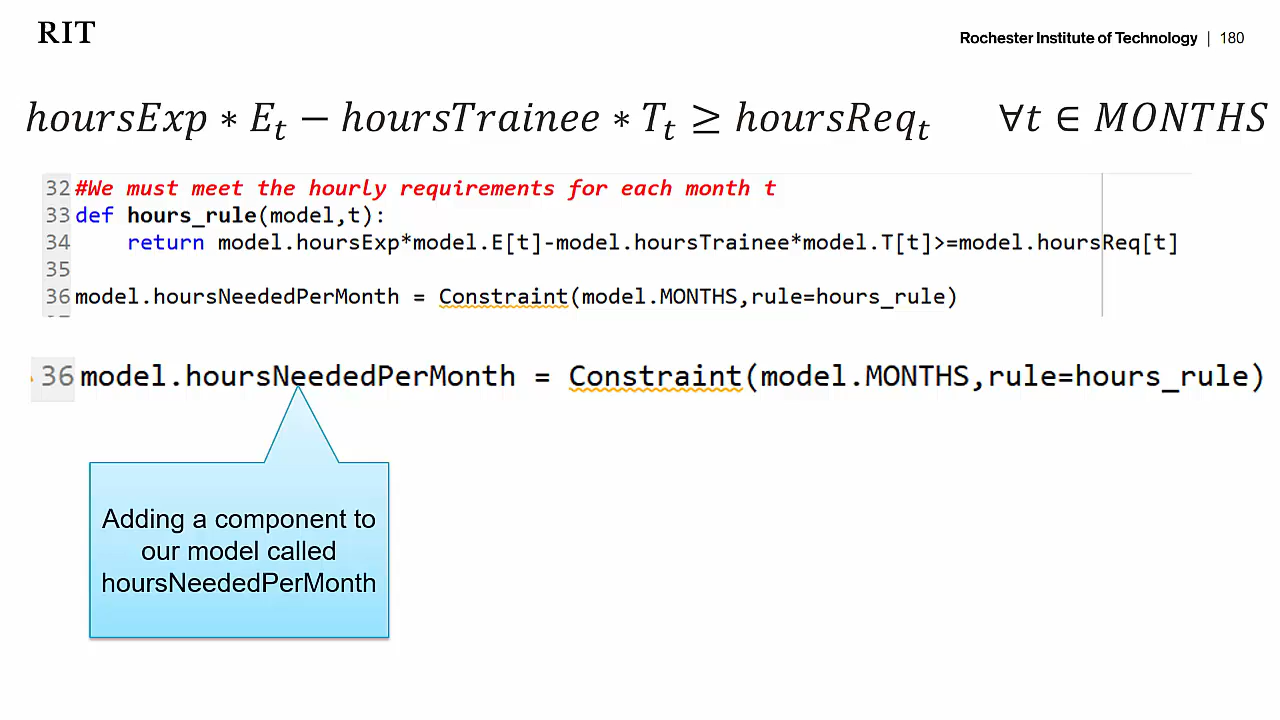 RIT
Rochester Institute of Technology | 180
hoursExp * E_t − hoursTrainee * T_t ≥ hoursReq_t ∀t ∈ MONTHS
32 #We must meet the hourly requirements for each month t
33 def hours_rule(model,t):
34 return model.hoursExp*model.E[t]-model.hoursTrainee*model.T[t]>=model.hoursReq[t]
35
36 model.hoursNeededPerMonth = Constraint(model.MONTHS,rule=hours_rule)
36 model.hoursNeededPerMonth = Constraint(model.MONTHS,rule=hours_rule)
Adding a component to
our model called
hoursNeededPerMonth